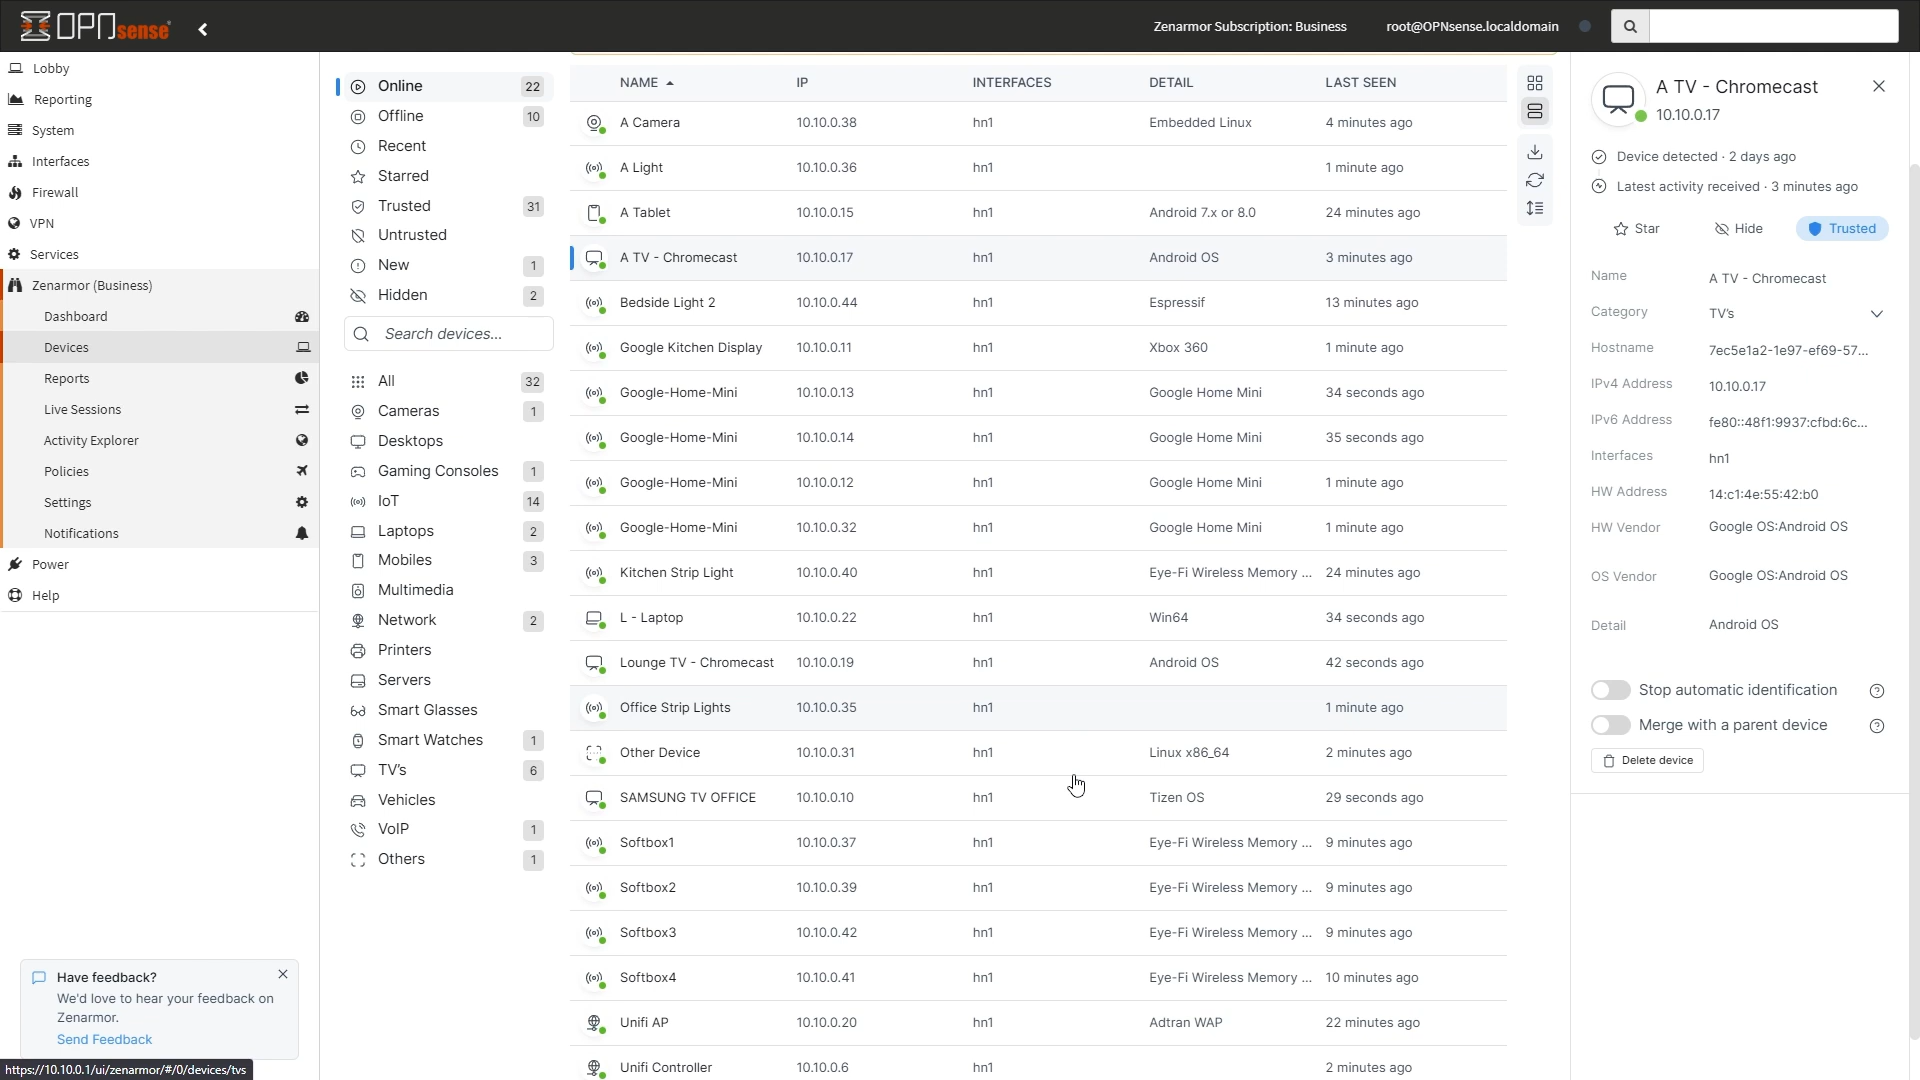 OPNsense
Zenarmor Subscription: Business
root@OPNsense.localdomain
Lobby
Reporting
System
Interfaces
Firewall
VPN
Services
Zenarmor (Business)
Dashboard
Devices
Reports
Live Sessions
Activity Explorer
Policies
Settings
Notifications
Power
Help
Have feedback?
We'd love to hear your feedback on
Zenarmor.
Send Feedback
https://10.10.0.1/ui/zenarmor/#/0/devices/tvs
Online 22
Offline 10
Recent
Starred
Trusted 31
Untrusted
New 1
Hidden 2
Search devices...
All 32
Cameras 1
Desktops
Gaming Consoles 1
IoT 14
Laptops 2
Mobiles 3
Multimedia
Network 2
Printers
Servers
Smart Glasses
Smart Watches 1
TV's 6
Vehicles
VoIP 1
Others 1
NAME IP INTERFACES DETAIL LAST SEEN
A Camera 10.10.0.38 hn1 Embedded Linux 4 minutes ago
A Light 10.10.0.36 hn1 1 minute ago
A Tablet 10.10.0.15 hn1 Android 7.x or 8.0 24 minutes ago
A TV - Chromecast 10.10.0.17 hn1 Android OS 3 minutes ago
Bedside Light 2 10.10.0.44 hn1 Espressif 13 minutes ago
Google Kitchen Display 10.10.0.11 hn1 Xbox 360 1 minute ago
Google-Home-Mini 10.10.0.13 hn1 Google Home Mini 34 seconds ago
Google-Home-Mini 10.10.0.14 hn1 Google Home Mini 35 seconds ago
Google-Home-Mini 10.10.0.12 hn1 Google Home Mini 1 minute ago
Google-Home-Mini 10.10.0.32 hn1 Google Home Mini 1 minute ago
Kitchen Strip Light 10.10.0.40 hn1 Eye-Fi Wireless Memory ... 24 minutes ago
L - Laptop 10.10.0.22 hn1 Win64 34 seconds ago
Lounge TV - Chromecast 10.10.0.19 hn1 Android OS 42 seconds ago
Office Strip Lights 10.10.0.35 hn1 1 minute ago
Other Device 10.10.0.31 hn1 Linux x86_64 2 minutes ago
SAMSUNG TV OFFICE 10.10.0.10 hn1 Tizen OS 29 seconds ago
Softbox1 10.10.0.37 hn1 Eye-Fi Wireless Memory ... 9 minutes ago
Softbox2 10.10.0.39 hn1 Eye-Fi Wireless Memory ... 9 minutes ago
Softbox3 10.10.0.42 hn1 Eye-Fi Wireless Memory ... 9 minutes ago
Softbox4 10.10.0.41 hn1 Eye-Fi Wireless Memory ... 10 minutes ago
Unifi AP 10.10.0.20 hn1 Adtran WAP 22 minutes ago
Unifi Controller 10.10.0.6 hn1 2 minutes ago
A TV - Chromecast
10.10.0.17
Device detected · 2 days ago
Latest activity received · 3 minutes ago
Star Hide Trusted
Name A TV - Chromecast
Category TV's
Hostname 7ec5e1a2-1e97-ef69-57...
IPv4 Address 10.10.0.17
IPv6 Address fe80::48f1:9937:cfbd:6c...
Interfaces hn1
HW Address 14:c1:4e:55:42:b0
HW Vendor Google OS:Android OS
OS Vendor Google OS:Android OS
Detail Android OS
Stop automatic identification
Merge with a parent device
Delete device